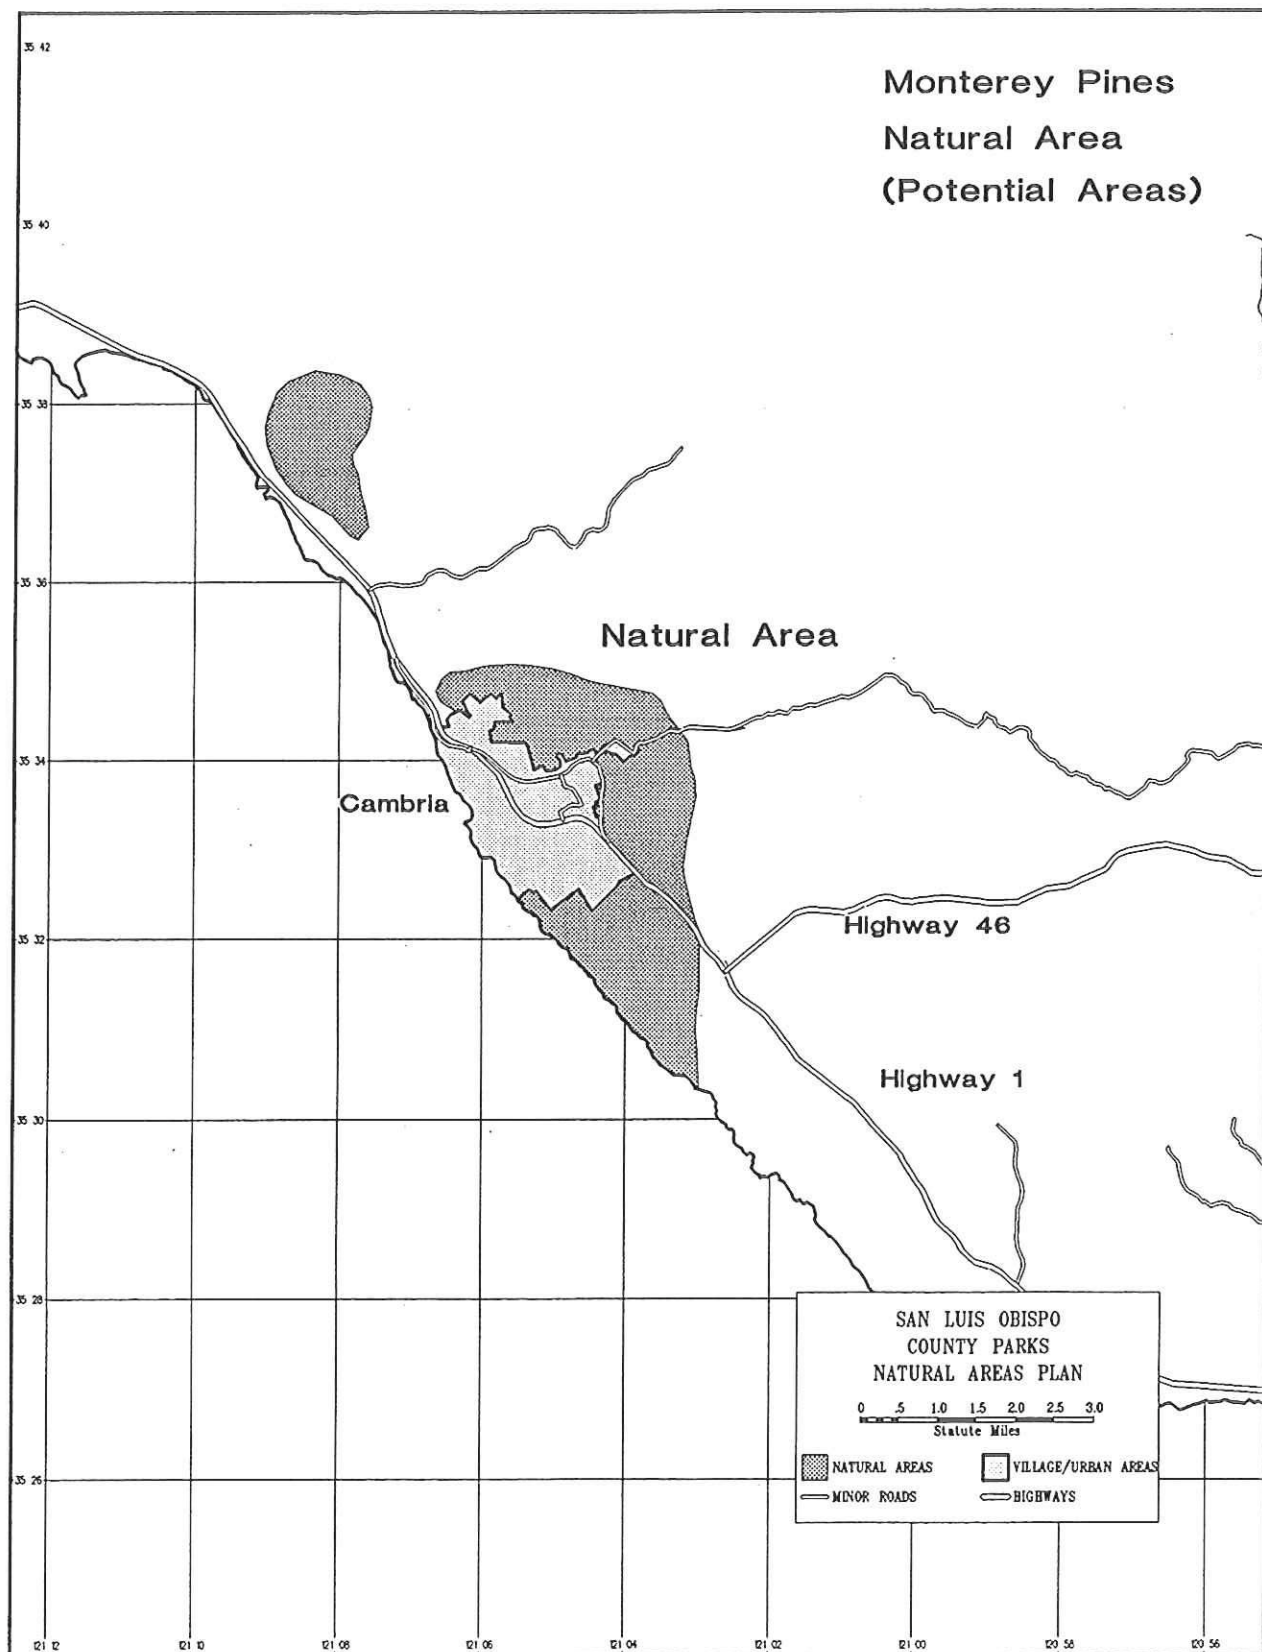 35 42
Monterey Pines
Natural Area
(Potential Areas)
35 40
35 38
35 36
Natural Area
35 34
Cambria
Highway 46
35 32
Highway 1
35 30
35 28
SAN LUIS OBISPO
COUNTY PARKS
NATURAL AREAS PLAN
0 .5 1.0 1.5 2.0 2.5 3.0
Statute Miles
NATURAL AREAS VILLAGE/URBAN AREAS
MINOR ROADS HIGHWAYS
35 26
121 12 121 10 121 08 121 06 121 04 121 02 121 00 120 58 120 56